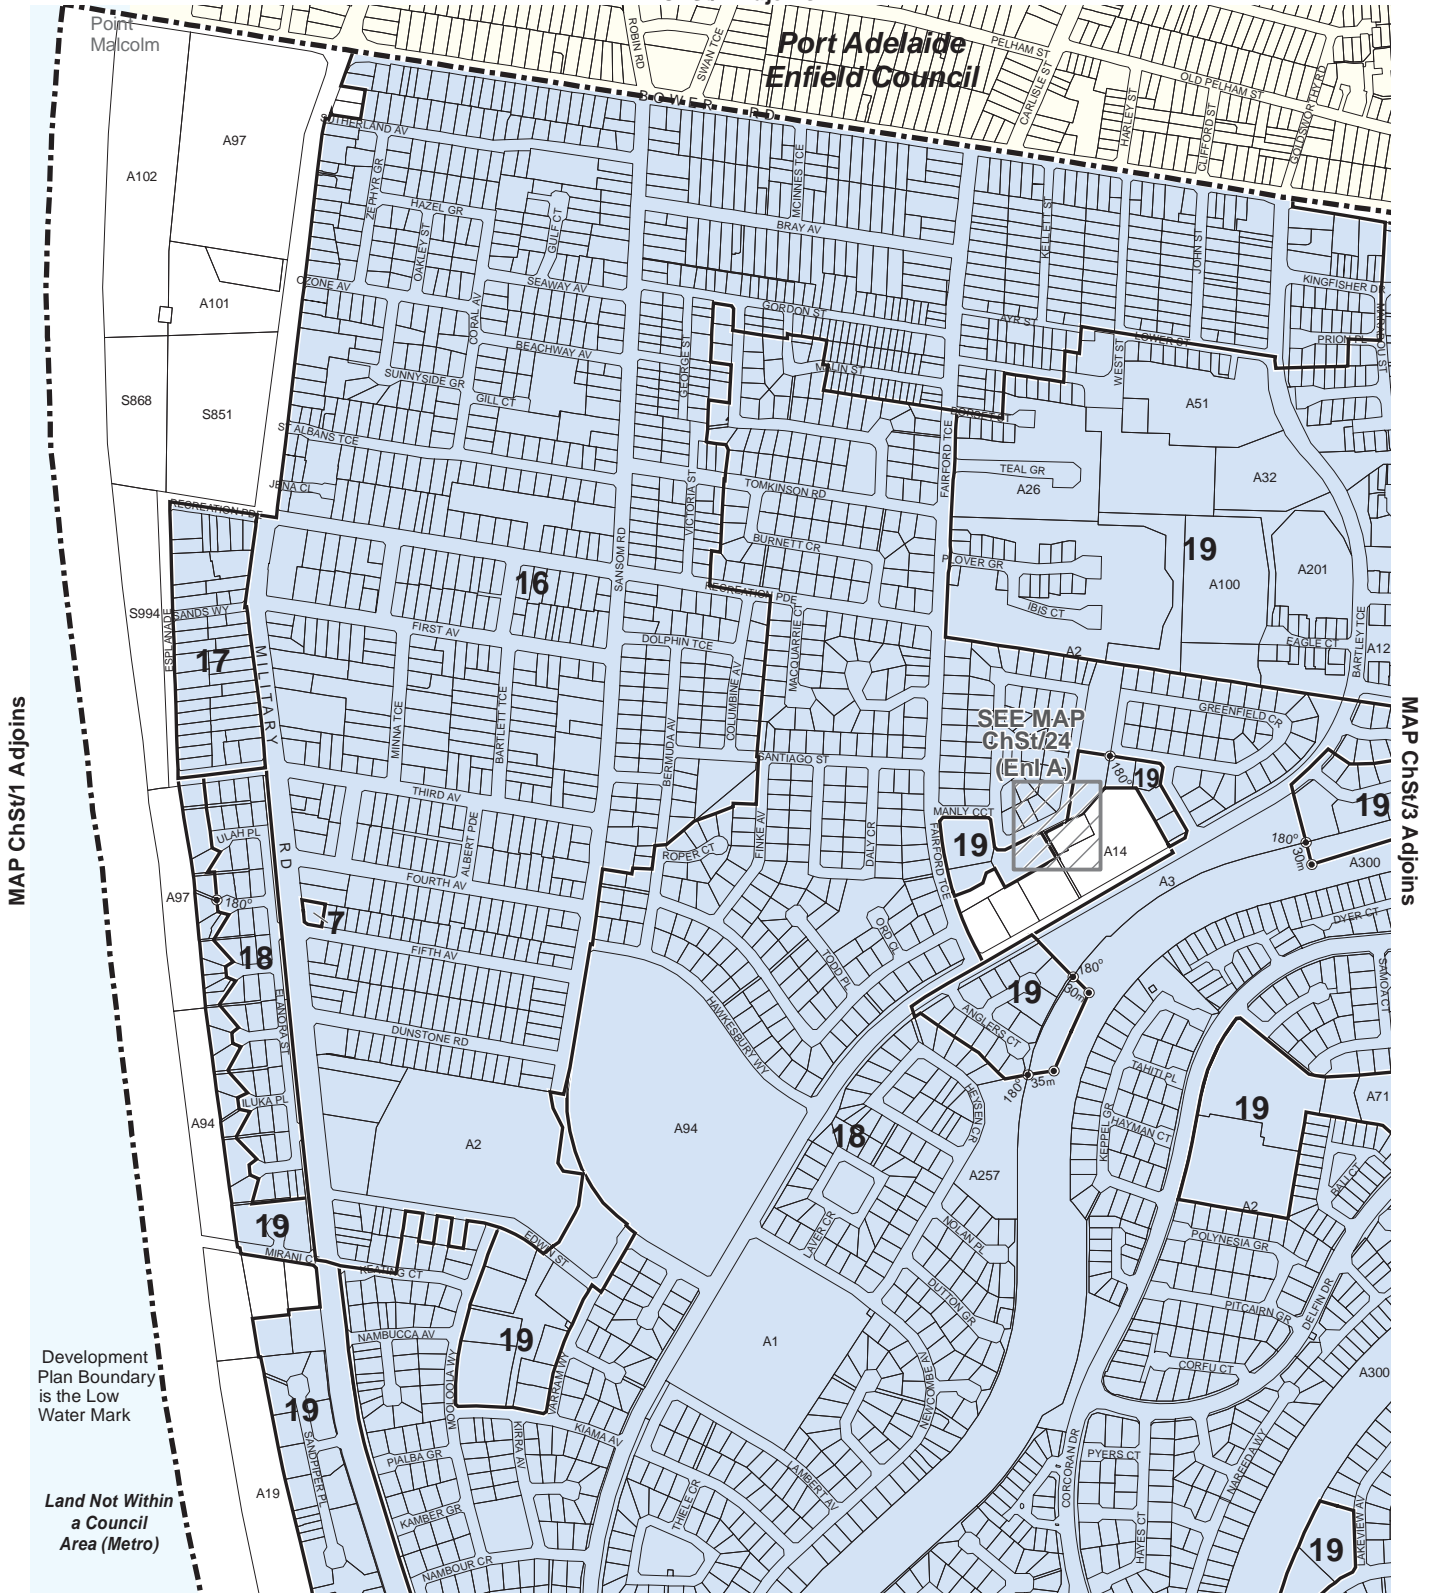 Point
Malcolm
Port Adelaide
Enfield Council
ROBIN RD
SWAN TCE
PELHAM ST
OLD PELHAM ST
CARLISLE ST
HARLEY ST
CLIFFORD ST
GOLDSWORTHY RD
BOWER RD
SUTHERLAND AV
A97
A102
ZEPHYR GR
HAZEL GR
OAKLEY ST
GULF CT
MCINNES TCE
BRAY AV
KELLETT ST
JOHN ST
KINGFISHER DR
OZONE AV
SEAWAY AV
A101
CORAL AV
GORDON ST
AYR ST
LOWER ST
PRION PL
BEACHWAY AV
GEORGE ST
MALIN ST
WEST ST
SUNNYSIDE GR
GILL CT
S868
S851
A51
DORSET ST
ST ALBANS TCE
FAIRFORD TCE
TEAL GR
A26
A32
JENA CL
TOMKINSON RD
VICTORIA ST
RECREATION PDE
SANSOM RD
BURNETT CR
PLOVER GR
19
A100
A201
16
RECREATION PDE
IBIS CT
S994
SANDS WY
ESPLANADE
FIRST AV
DOLPHIN TCE
MACQUARRIE CT
EAGLE CT
BARTLEY TCE
A12
A2
17
MILITARY
RD
MINNA TCE
BARTLETT TCE
BERMUDA AV
COLUMBINE AV
GREENFIELD CR
SEE MAP
ChSt/24
(Enl A)
SANTIAGO ST
180°
19
MAP ChSt/1 Adjoins
MAP ChSt/3 Adjoins
THIRD AV
ALBERT PDE
MANLY CCT
19
19
ULAH PL
ROPER CT
FINKE AV
DALY CR
FAIRFORD TCE
A14
180°
30m
A300
A3
FOURTH AV
A97
180°
7
DYER CT
18
FIFTH AV
ORD CL
TODD PL
180°
30m
19
SAMOA CT
ELANORA ST
HAWKESBURY WY
ANGLERS CT
DUNSTONE RD
180°
35m
TAHITI PL
HEYSEN CR
A71
ILUKA PL
A94
A2
A94
18
KEPPEL GR
HAYMAN CT
19
A257
BALI CT
A2
19
LAVER CR
NOLAN PL
POLYNESIA GR
MIRANI CT
KEATING CT
EDWIN ST
DUTTON GR
PITCAIRN GR
DELFIN DR
NAMBUCCA AV
19
A1
Development
Plan Boundary
is the Low
Water Mark
MOOLOOLA WY
YARRAM WY
NEWCOMBE AV
CORFU CT
A300
19
KIRRA AV
KIAMA AV
SANDPIPER PL
PIALBA GR
LAMBERT AV
CORCORAN DR
PYERS CT
NAREEDA WY
A19
Land Not Within
a Council
Area (Metro)
KAMBER GR
THIELE CR
HAYES CT
LAKEVIEW AV
19
NAMBOUR CR